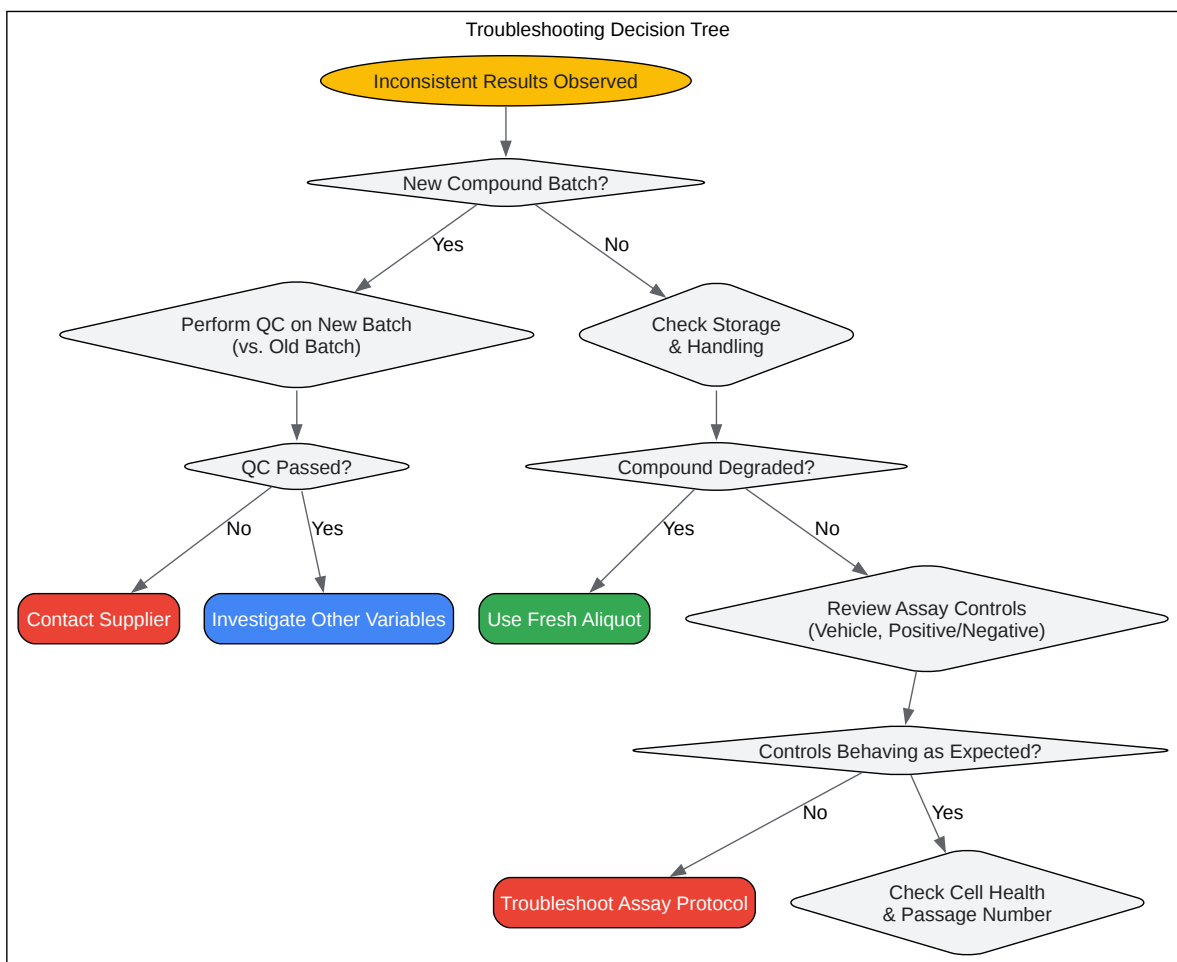 Troubleshooting Decision Tree
Inconsistent Results Observed
New Compound Batch?
Yes
No
Perform QC on New Batch
(vs. Old Batch)
Check Storage
& Handling
QC Passed?
Compound Degraded?
No
Yes
Yes
No
Contact Supplier
Investigate Other Variables
Use Fresh Aliquot
Review Assay Controls
(Vehicle, Positive/Negative)
Controls Behaving as Expected?
No
Yes
Troubleshoot Assay Protocol
Check Cell Health
& Passage Number